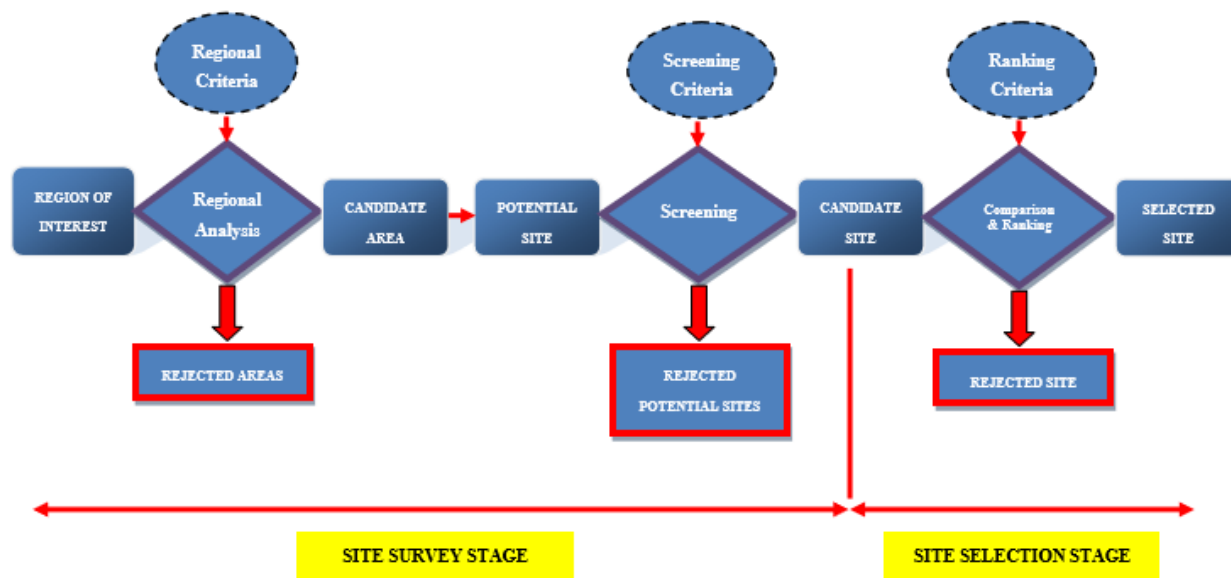 Regional
Criteria
Screening
Criteria
Ranking
Criteria
REGION OF
INTEREST
Regional
Analysis
CANDIDATE
AREA
POTENTIAL
SITE
Screening
CANDIDATE
SITE
Comparison
& Ranking
SELECTED
SITE
REJECTED AREAS
REJECTED
POTENTIAL SITES
REJECTED SITE
SITE SURVEY STAGE
SITE SELECTION STAGE